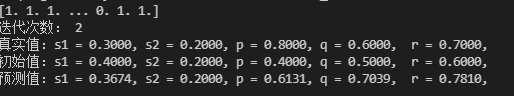 [1. 1. 1. ... 0. 1. 1.]
迭代次数： 2
真实值: s1 = 0.3000, s2 = 0.2000, p = 0.8000, q = 0.6000,  r = 0.7000,
初始值: s1 = 0.4000, s2 = 0.2000, p = 0.4000, q = 0.5000,  r = 0.6000,
预测值: s1 = 0.3674, s2 = 0.2000, p = 0.6131, q = 0.7039,  r = 0.7810,